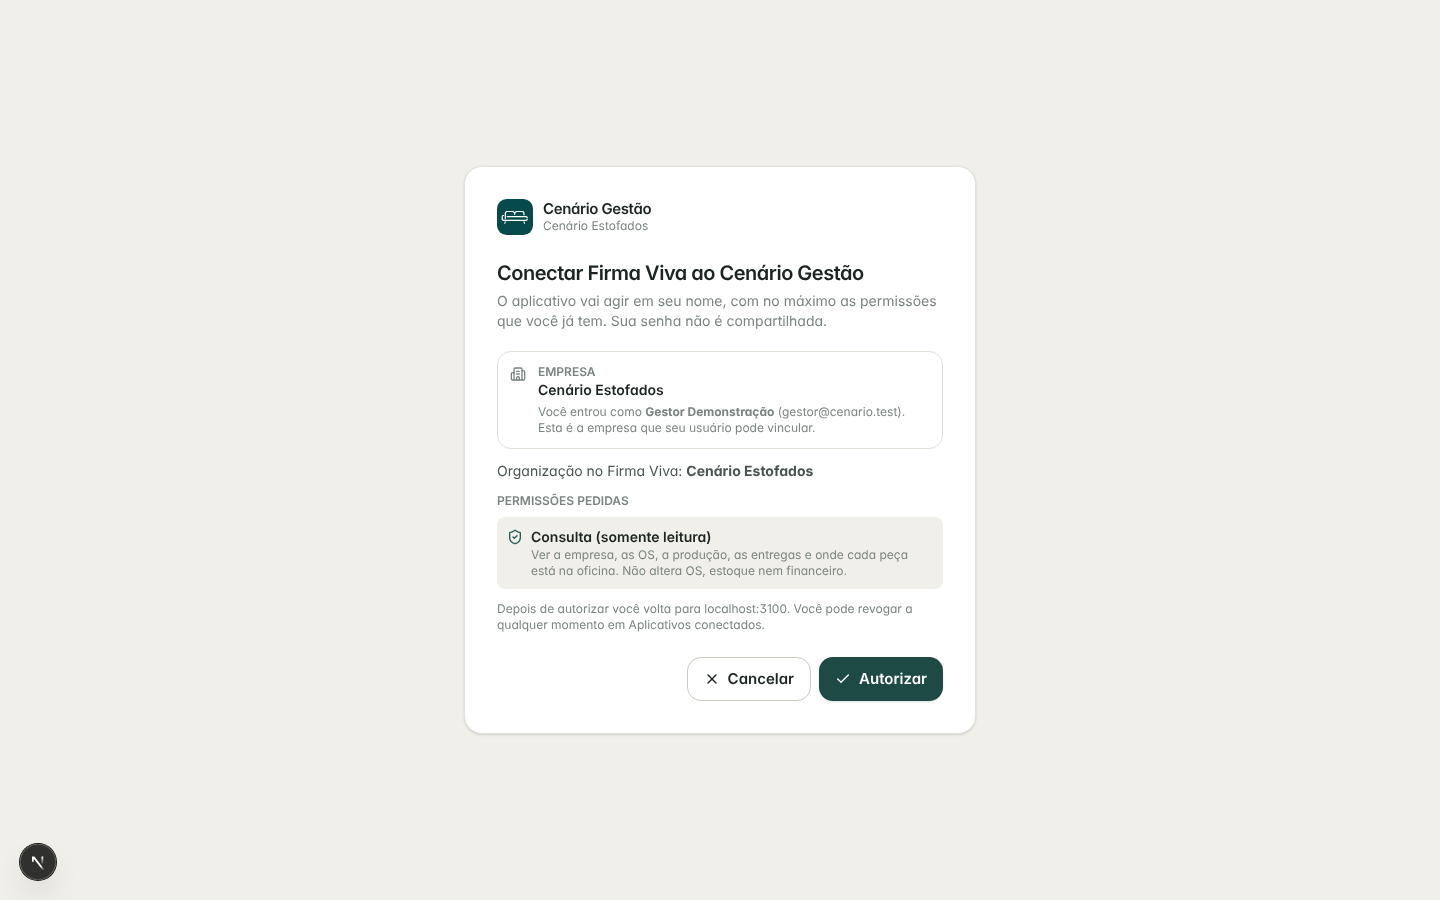 Cenário Gestão
Cenário Estofados
Conectar Firma Viva ao Cenário Gestão
O aplicativo vai agir em seu nome, com no máximo as permissões
que você já tem. Sua senha não é compartilhada.
EMPRESA
Cenário Estofados
Você entrou como Gestor Demonstração (gestor@cenario.test).
Esta é a empresa que seu usuário pode vincular.
Organização no Firma Viva: Cenário Estofados
PERMISSÕES PEDIDAS
Consulta (somente leitura)
Ver a empresa, as OS, a produção, as entregas e onde cada peça
está na oficina. Não altera OS, estoque nem financeiro.
Depois de autorizar você volta para localhost:3100. Você pode revogar a
qualquer momento em Aplicativos conectados.
Cancelar
Autorizar